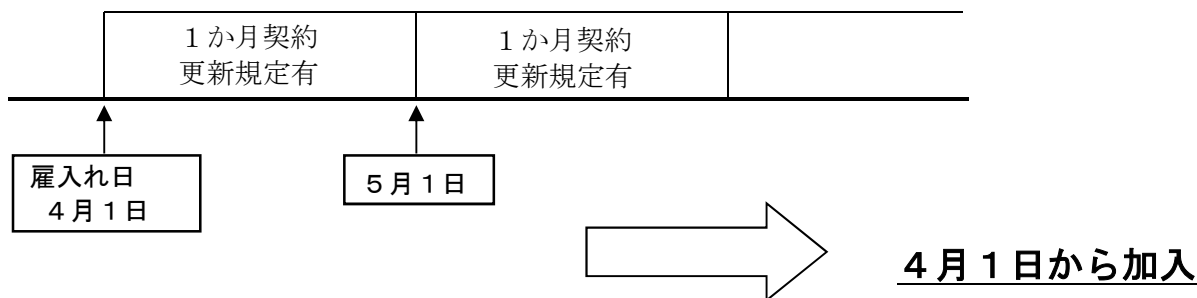 １か月契約
更新規定有
１か月契約
更新規定有
雇入れ日
４月１日
５月１日
４月１日から加入